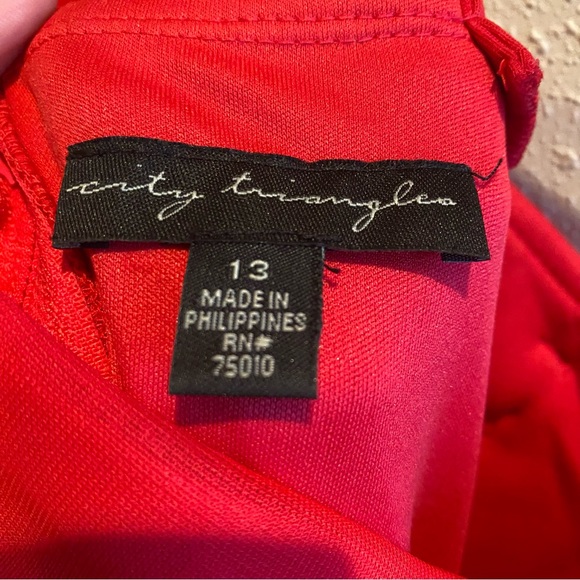 city triangles
13
MADE IN
PHILIPPINES
RN#
75010